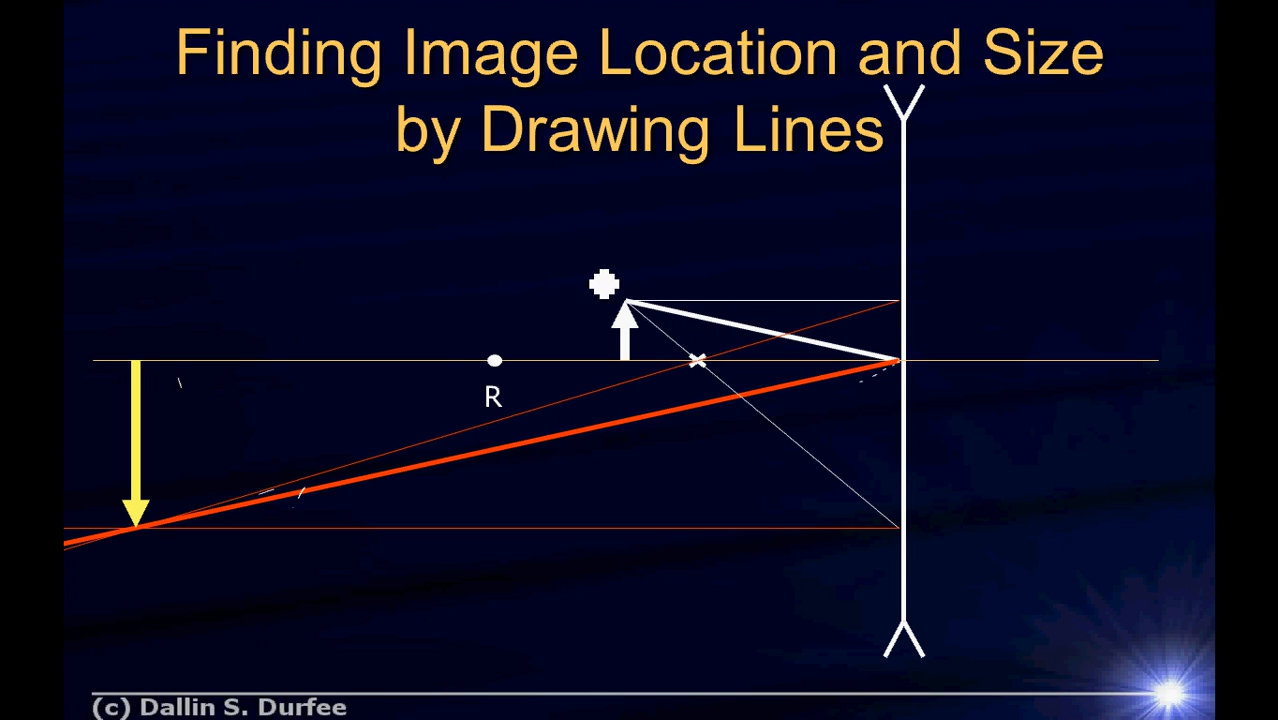 Finding Image Location and Size
by Drawing Lines
R
(c) Dallin S. Durfee